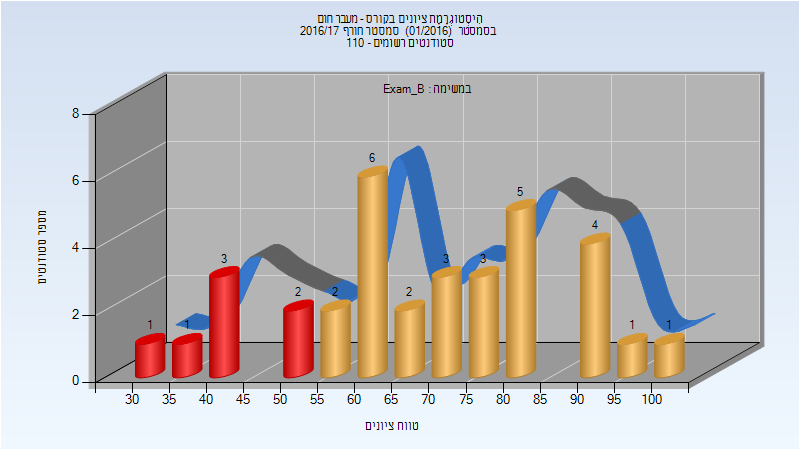 היסטוגרמת ציונים בקורס - מעבר חום
בסמסטר (01/2016) סמסטר חורף 2016/17
סטודנטים רשומים - 110
במשימה : Exam_B
מספר סטודנטים
8
6
4
2
0
1
1
3
2
2
6
2
3
3
5
4
1
1
30 35 40 45 50 55 60 65 70 75 80 85 90 95 100
טווח ציונים